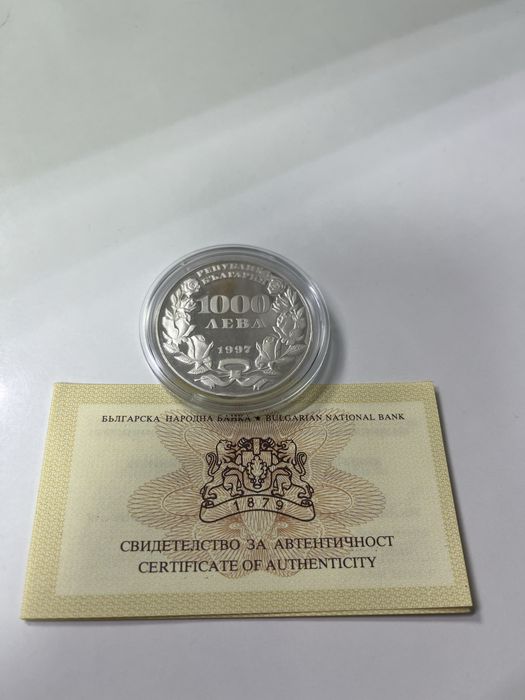 РЕПУБЛИКА
БЪЛГАРИЯ
1000
ЛЕВА
1997
БЪЛГАРСКА НАРОДНА БАНКА ★ BULGARIAN NATIONAL BANK
1879
СВИДЕТЕЛСТВО ЗА АВТЕНТИЧНОСТ
CERTIFICATE OF AUTHENTICITY